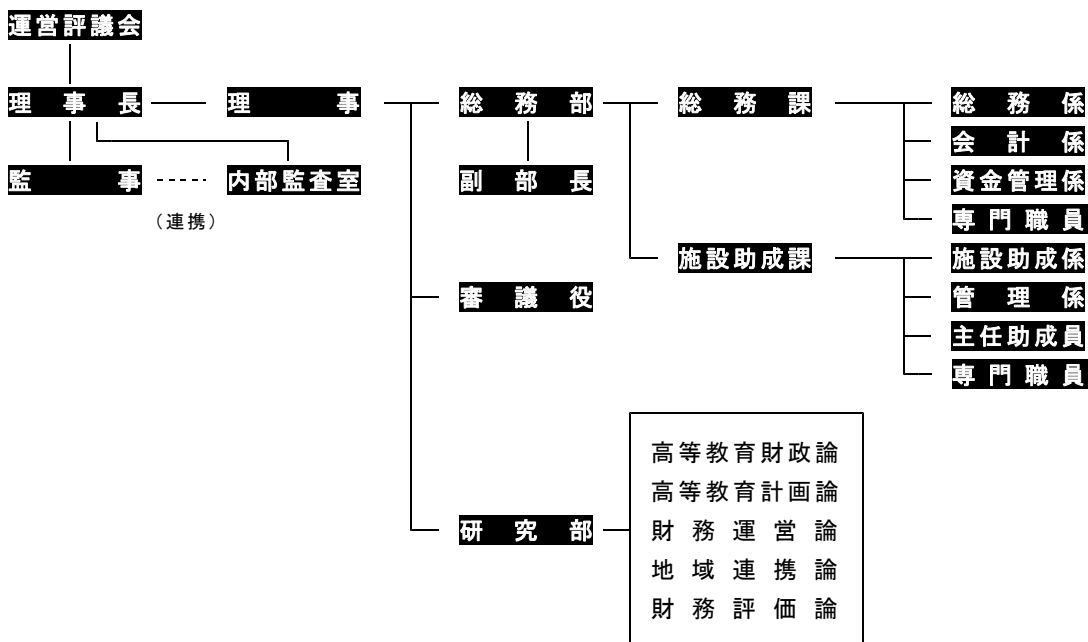 運営評議会
理事長 理事 総務部 総務課 総務係
会計係
監事 内部監査室 副部長 資金管理係
(連携) 専門職員
施設助成課 施設助成係
審議役 管理係
主任助成員
専門職員
高等教育財政論
高等教育計画論
研究部 財務運営論
地域連携論
財務評価論